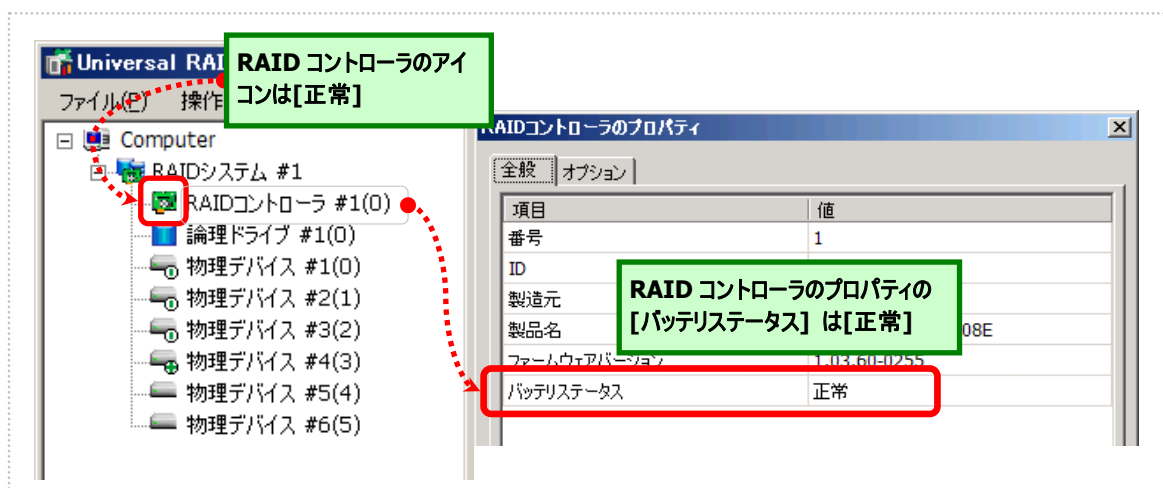 Universal RAI
RAID コントローラのアイ
コンは[正常]
ファイル(P) 操作
Computer
RAIDシステム #1
RAIDコントローラ #1(0)
論理ドライブ #1(0)
物理デバイス #1(0)
物理デバイス #2(1)
物理デバイス #3(2)
物理デバイス #4(3)
物理デバイス #5(4)
物理デバイス #6(5)
RAIDコントローラのプロパティ
全般 オプション
項目 値
番号 1
ID
製造元
製品名 08E
RAID コントローラのプロパティの
[バッテリステータス] は[正常]
ファームウェアバージョン 1.03.60-0255
バッテリステータス 正常